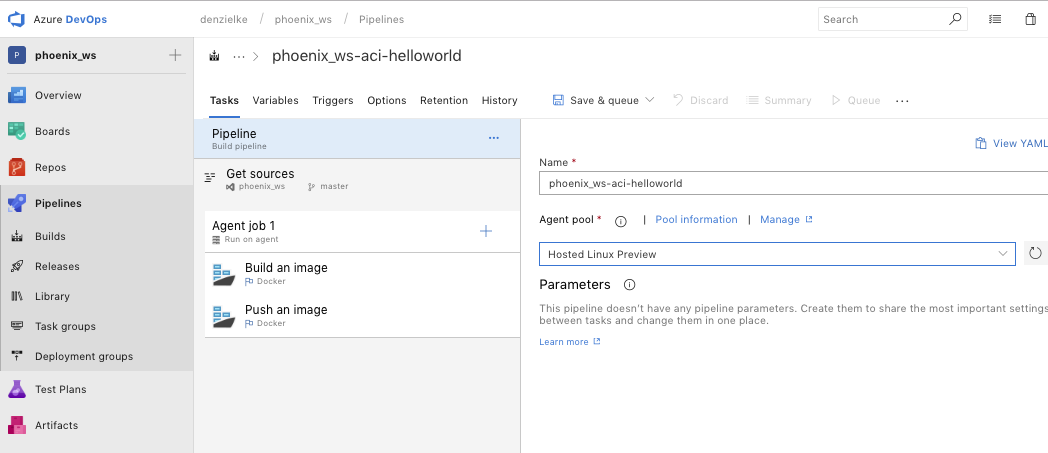 Azure DevOps
denzielke / phoenix_ws / Pipelines
Search
P phoenix_ws
Overview
Boards
Repos
Pipelines
Builds
Releases
Library
Task groups
Deployment groups
Test Plans
Artifacts
... > phoenix_ws-aci-helloworld
Tasks Variables Triggers Options Retention History Save & queue Discard Summary Queue ...
Pipeline ...
Build pipeline
Get sources
phoenix_ws master
Agent job 1
Run on agent
Build an image
Docker
Push an image
Docker
View YAML
Name *
phoenix_ws-aci-helloworld
Agent pool * | Pool information | Manage
Hosted Linux Preview
Parameters
This pipeline doesn't have any pipeline parameters. Create them to share the most important settings
between tasks and change them in one place.
Learn more